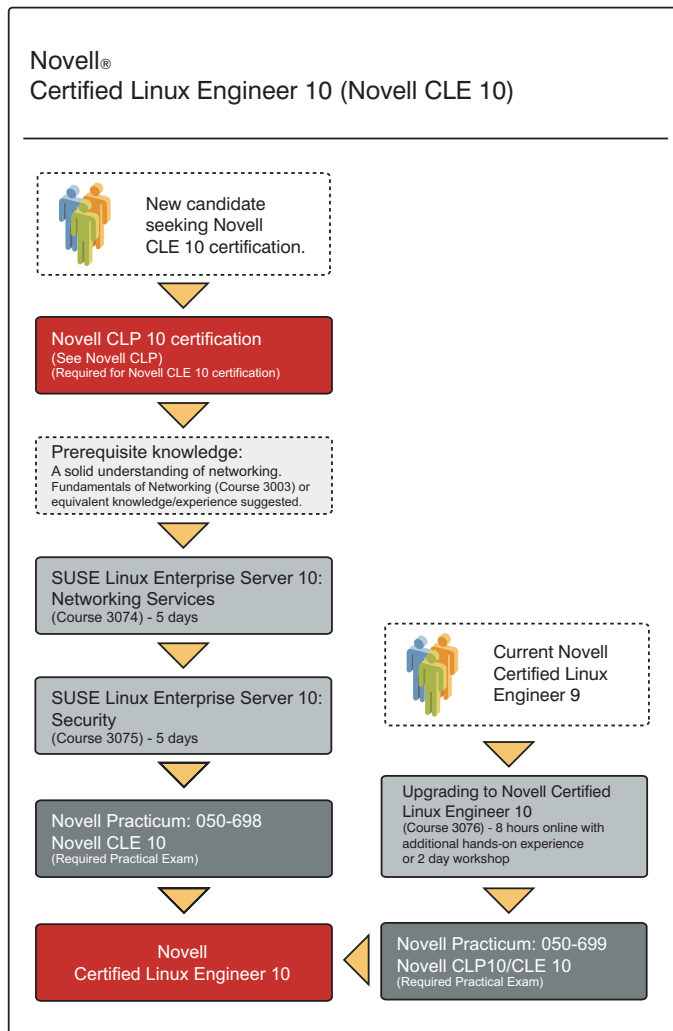 Novell®
Certified Linux Engineer 10 (Novell CLE 10)
New candidate
seeking Novell
CLE 10 certification.
Novell CLP 10 certification
(See Novell CLP)
(Required for Novell CLE 10 certification)
Prerequisite knowledge:
A solid understanding of networking.
Fundamentals of Networking (Course 3003) or
equivalent knowledge/experience suggested.
SUSE Linux Enterprise Server 10:
Networking Services
(Course 3074) - 5 days
SUSE Linux Enterprise Server 10:
Security
(Course 3075) - 5 days
Novell Practicum: 050-698
Novell CLE 10
(Required Practical Exam)
Novell
Certified Linux Engineer 10
Current Novell
Certified Linux
Engineer 9
Upgrading to Novell Certified
Linux Engineer 10
(Course 3076) - 8 hours online with
additional hands-on experience
or 2 day workshop
Novell Practicum: 050-699
Novell CLP10/CLE 10
(Required Practical Exam)